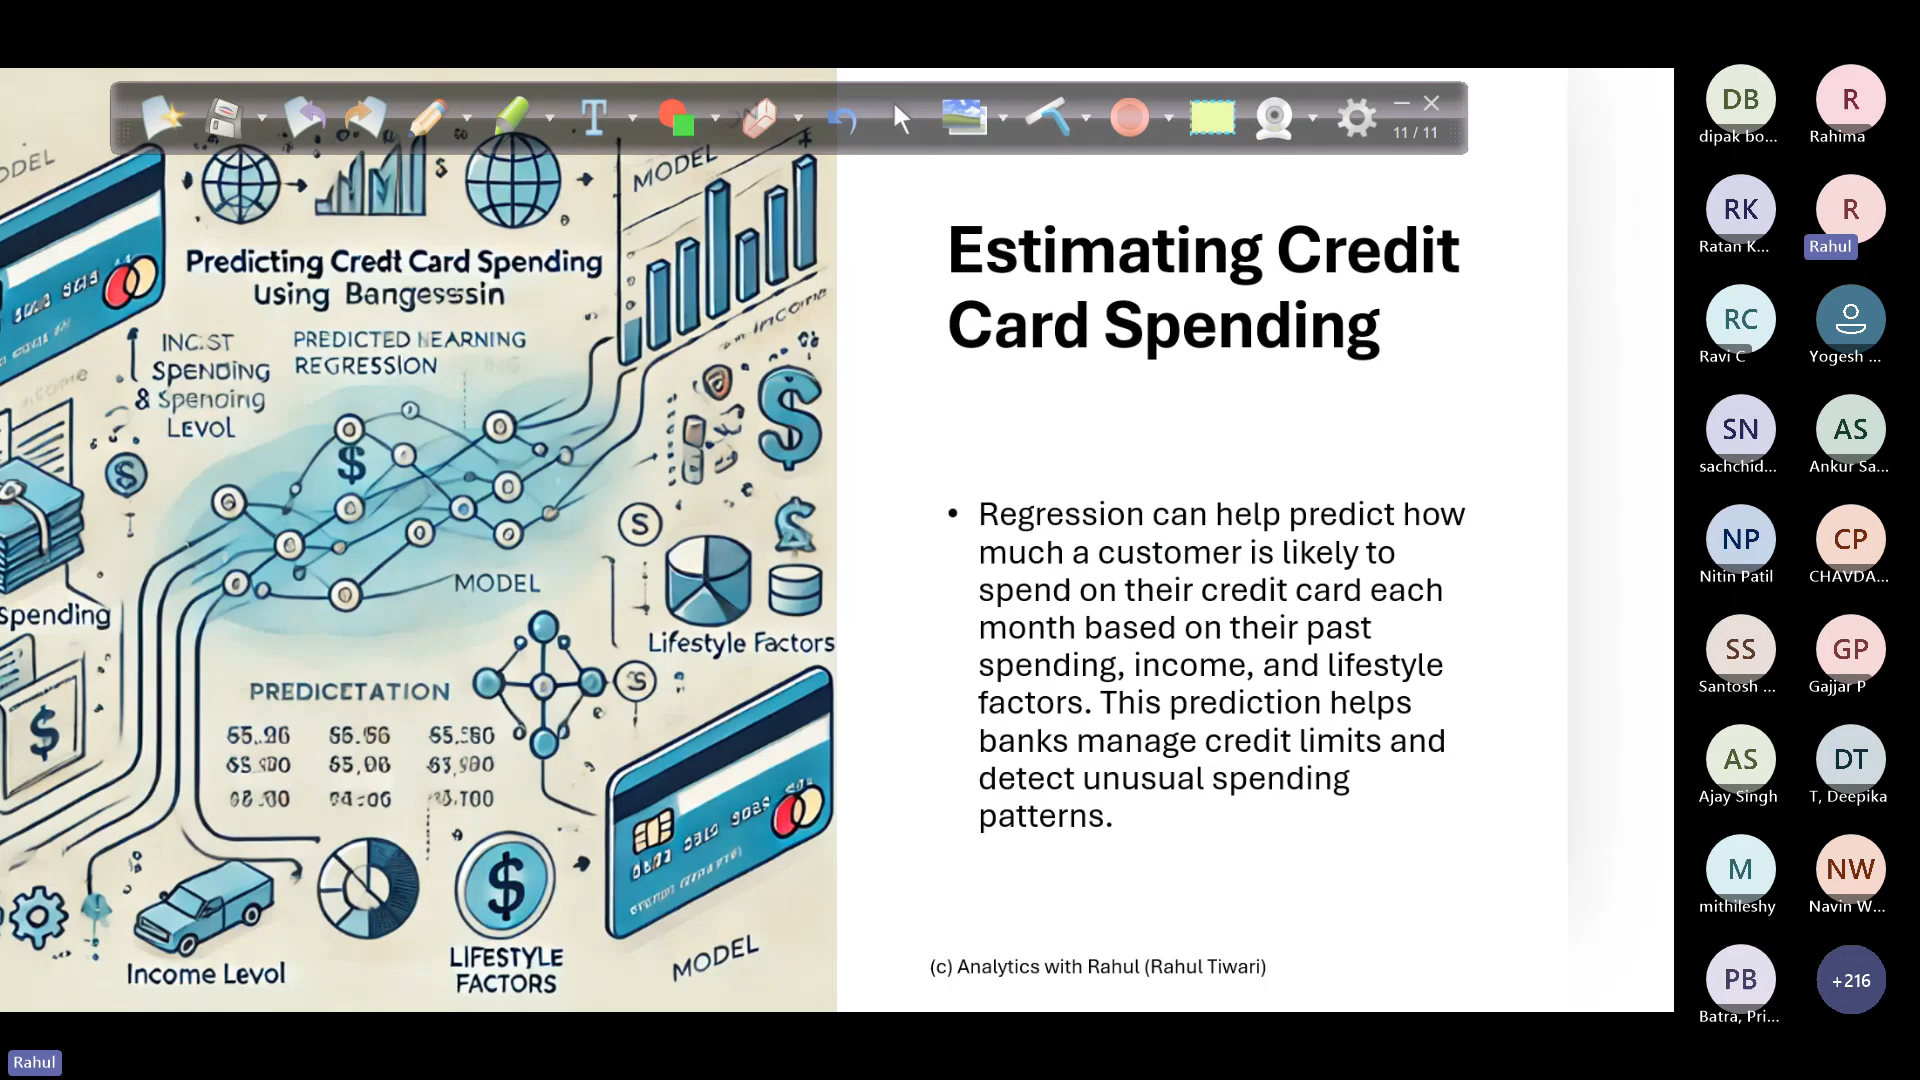 11 / 11
MODEL
Predicting Credt Card Spending
using Bangesssin
INC.ST
SPENDING
& Spenoing
LEVOL
PREDICTED NEARNING
REGRESSION
MODEL
$
MODEL
spending
Lifestyle Factors
PREDICETATION
Income Levol
LIFESTYLE
FACTORS
MODEL
Estimating Credit
Card Spending
• Regression can help predict how
much a customer is likely to
spend on their credit card each
month based on their past
spending, income, and lifestyle
factors. This prediction helps
banks manage credit limits and
detect unusual spending
patterns.
(c) Analytics with Rahul (Rahul Tiwari)
DB
dipak bo...
R
Rahima
RK
Ratan K...
R
Rahul
RC
Ravi C
Yogesh ...
SN
sachchid...
AS
Ankur Sa...
NP
Nitin Patil
CP
CHAVDA...
SS
Santosh ...
GP
Gajjar P
AS
Ajay Singh
DT
T, Deepika
M
mithileshy
NW
Navin W...
PB
Batra, Pri...
+216
Rahul